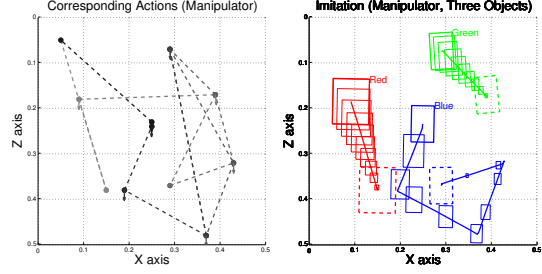 Corresponding Actions (Manipulator)
0
0.1
0.2
0.3
0.4
0.5
0
0.1
0.2
0.3
0.4
0.5
Z axis
X axis
Imitation (Manipulator, Three Objects)
Green
Red
Blue
0
0.1
0.2
0.3
0.4
0.5
0
0.1
0.2
0.3
0.4
0.5
Z axis
X axis